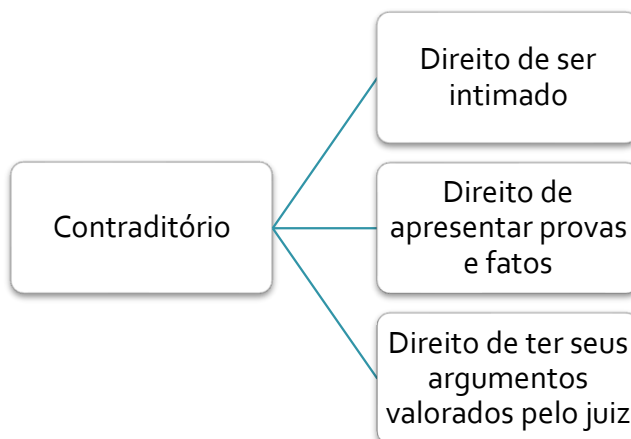 Direito de ser
intimado
Contraditório
Direito de
apresentar provas
e fatos
Direito de ter seus
argumentos
valorados pelo juiz